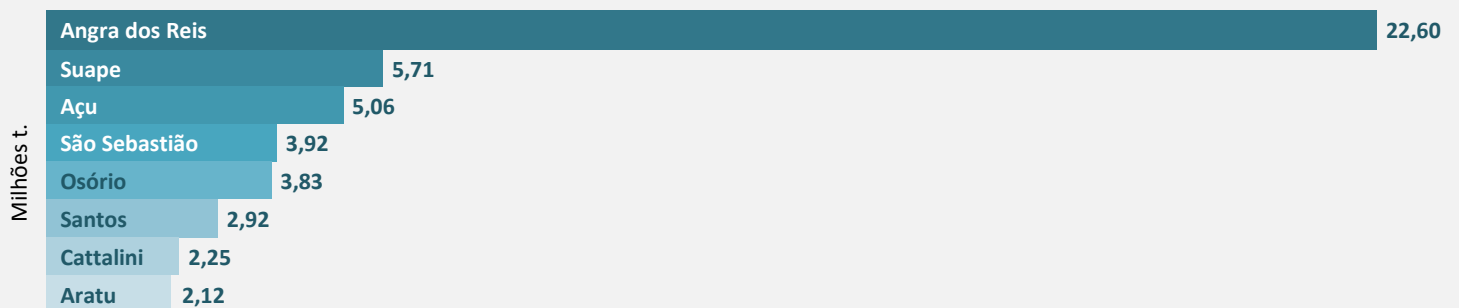 Milhões t.
Angra dos Reis 22,60
Suape 5,71
Açu 5,06
São Sebastião 3,92
Osório 3,83
Santos 2,92
Cattalini 2,25
Aratu 2,12